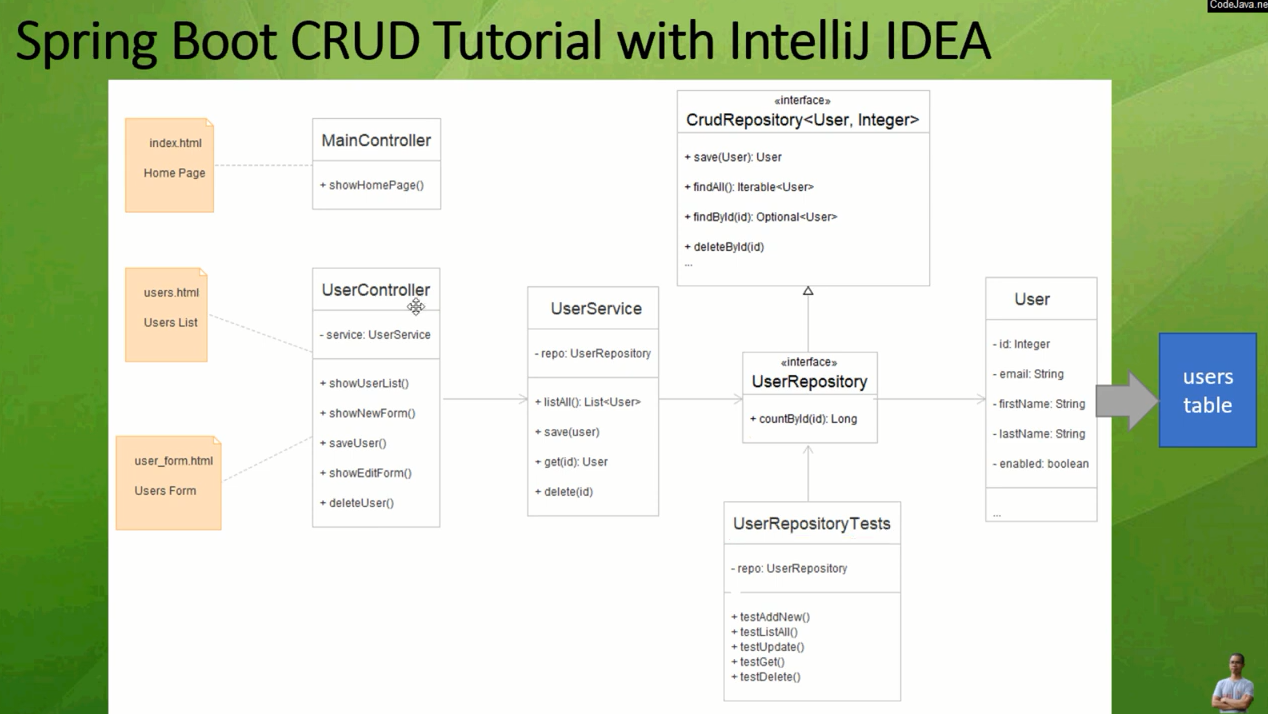 CodeJava.ne
Spring Boot CRUD Tutorial with IntelliJ IDEA
index.html
Home Page
MainController
+ showHomePage()
«interface»
CrudRepository<User, Integer>
+ save(User): User
+ findAll(): Iterable<User>
+ findById(id): Optional<User>
+ deleteById(id)
...
users.html
Users List
UserController
- service: UserService
+ showUserList()
+ showNewForm()
+ saveUser()
+ showEditForm()
+ deleteUser()
user_form.html
Users Form
UserService
- repo: UserRepository
+ listAll(): List<User>
+ save(user)
+ get(id): User
+ delete(id)
«interface»
UserRepository
+ countById(id): Long
User
- id: Integer
- email: String
- firstName: String
- lastName: String
- enabled: boolean
...
users
table
UserRepositoryTests
- repo: UserRepository
+ testAddNew()
+ testListAll()
+ testUpdate()
+ testGet()
+ testDelete()